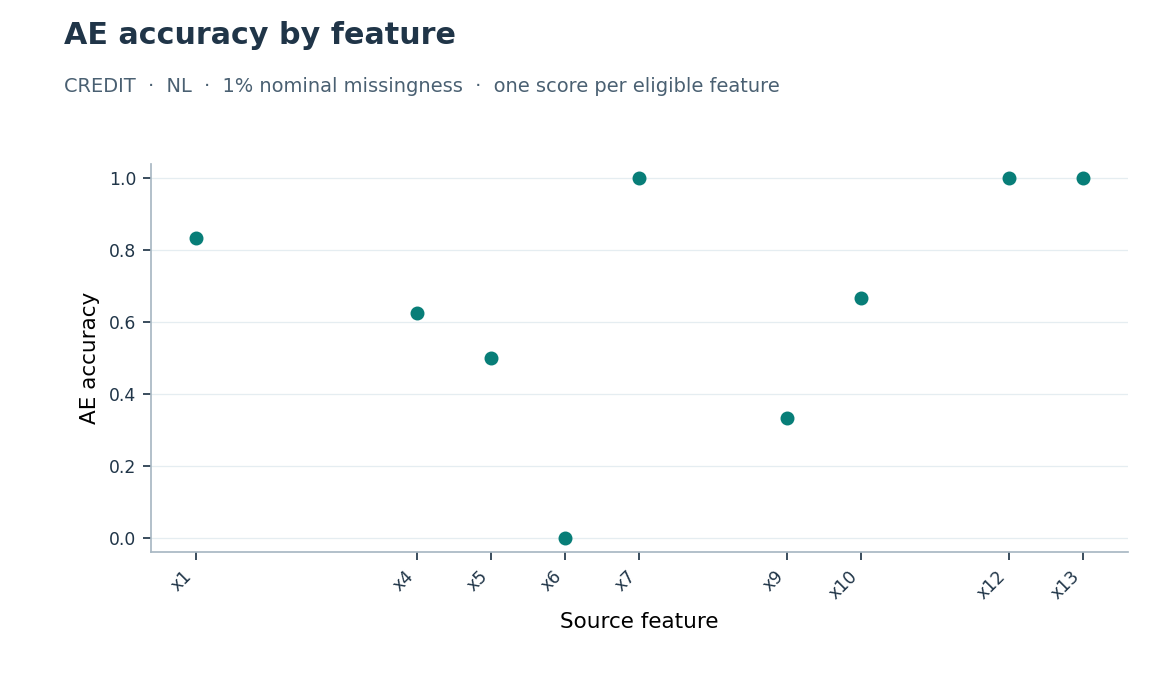 AE accuracy by feature
CREDIT · NL · 1% nominal missingness · one score per eligible feature
AE accuracy
1.0
0.8
0.6
0.4
0.2
0.0
x1 x4 x5 x6 x7 x9 x10 x12 x13
Source feature